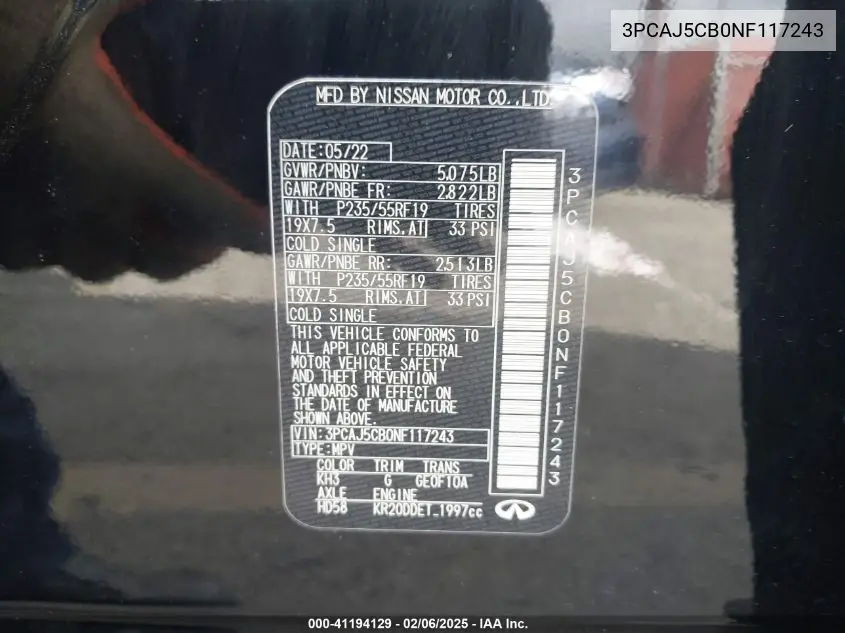 3PCAJ5CB0NF117243
MFD BY NISSAN MOTOR CO.,LTD.
DATE:05/22
GVWR/PNBV: 5.075LB
GAWR/PNBE FR: 2.822LB
WITH P235/55RF19 TIRES
19X7.5 RIMS.AT 33 PSI
COLD SINGLE
GAWR/PNBE RR: 2.513LB
WITH P235/55RF19 TIRES
19X7.5 RIMS.AT 33 PSI
COLD SINGLE
THIS VEHICLE CONFORMS TO
ALL APPLICABLE FEDERAL
MOTOR VEHICLE SAFETY
AND THEFT PREVENTION
STANDARDS IN EFFECT ON
THE DATE OF MANUFACTURE
SHOWN ABOVE.
VIN:3PCAJ5CB0NF117243
TYPE:MPV
COLOR TRIM TRANS
KH3 G GE0F10A
AXLE ENGINE
HD58 KR20DDET_1997cc
3PCAJ5CB0NF117243
000-41194129 - 02/06/2025 - IAA Inc.